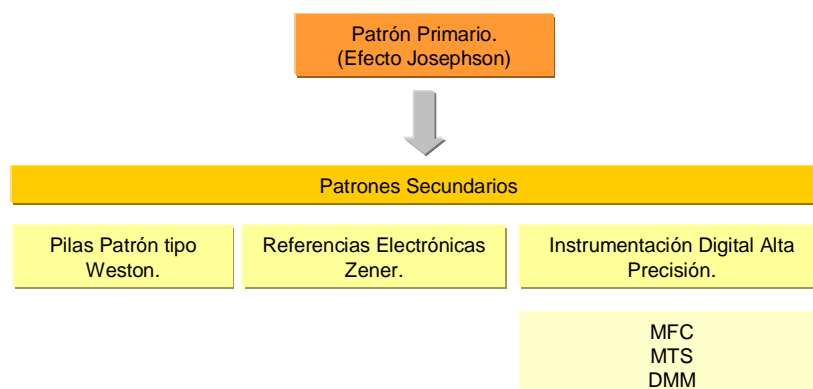 Patrón Primario.
(Efecto Josephson)
Patrones Secundarios
Pilas Patrón tipo
Weston.
Referencias Electrónicas
Zener.
Instrumentación Digital Alta
Precisión.
MFC
MTS
DMM